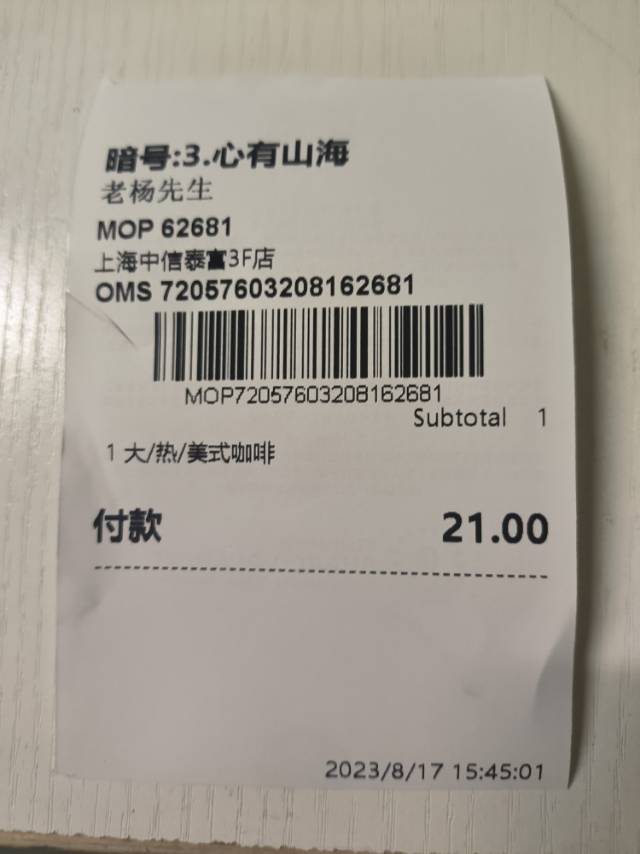 暗号:3.心有山海
老杨先生
MOP 62681
上海中信泰富3F店
OMS 72057603208162681
MOP72057603208162681
Subtotal 1
1 大/热/美式咖啡
付款 21.00
2023/8/17 15:45:01